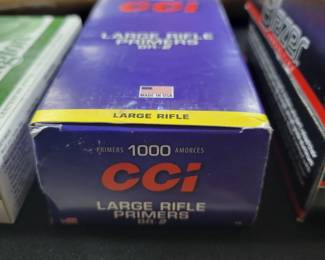 CCI
LARGE RIFLE
PRIMERS
BR-2
MADE IN USA
LARGE RIFLE
PRIMERS 1000 AMORCES
CCI
LARGE RIFLE
PRIMERS
BR-2